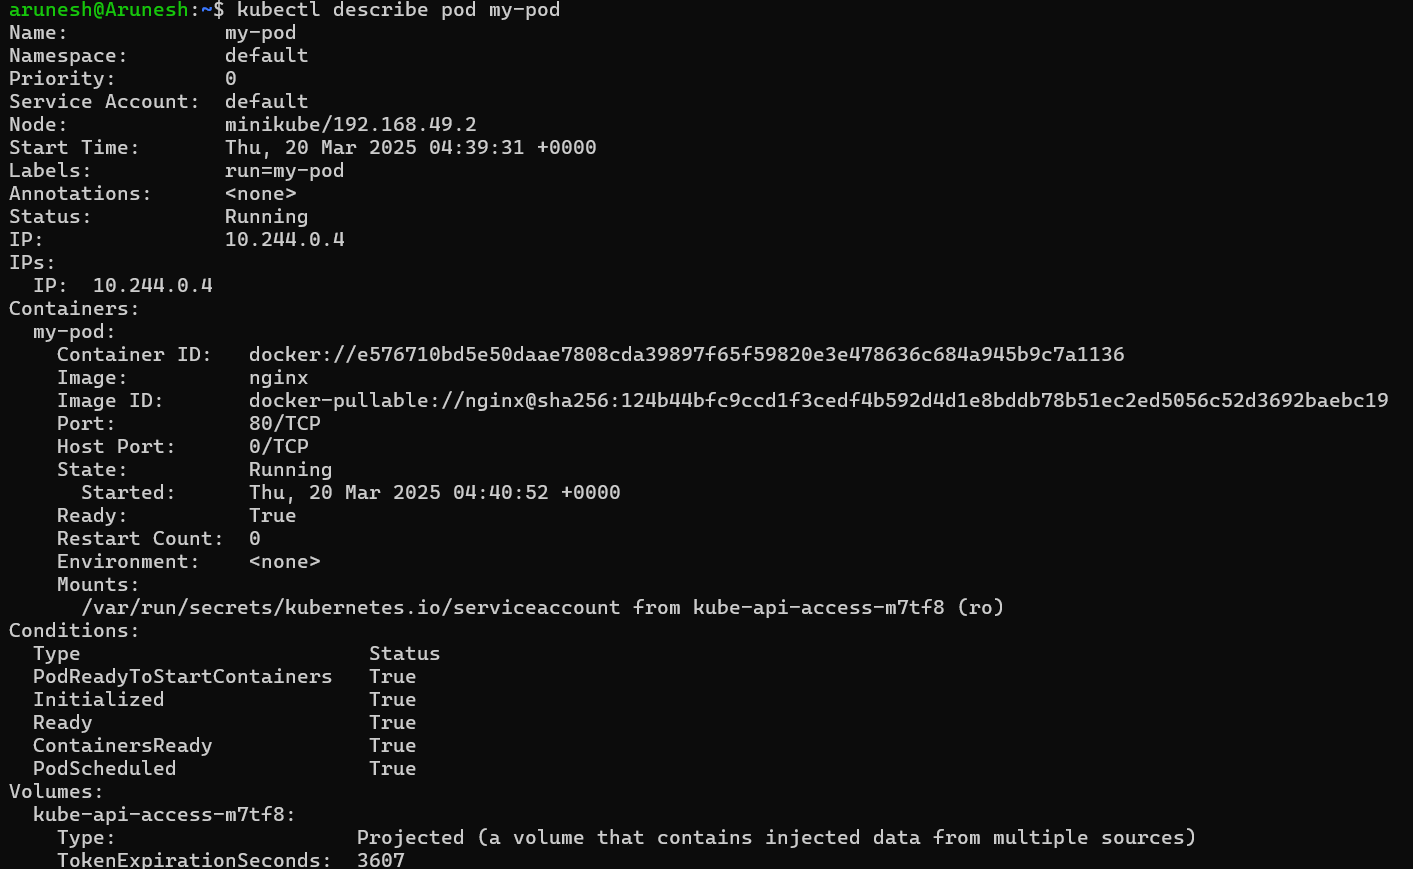 arunesh@Arunesh:~$ kubectl describe pod my-pod
Name:             my-pod
Namespace:        default
Priority:         0
Service Account:  default
Node:             minikube/192.168.49.2
Start Time:       Thu, 20 Mar 2025 04:39:31 +0000
Labels:           run=my-pod
Annotations:      <none>
Status:           Running
IP:               10.244.0.4
IPs:
  IP:  10.244.0.4
Containers:
  my-pod:
    Container ID:   docker://e576710bd5e50daae7808cda39897f65f59820e3e478636c684a945b9c7a1136
    Image:          nginx
    Image ID:       docker-pullable://nginx@sha256:124b44bfc9ccd1f3cedf4b592d4d1e8bddb78b51ec2ed5056c52d3692baebc19
    Port:           80/TCP
    Host Port:      0/TCP
    State:          Running
      Started:      Thu, 20 Mar 2025 04:40:52 +0000
    Ready:          True
    Restart Count:  0
    Environment:    <none>
    Mounts:
      /var/run/secrets/kubernetes.io/serviceaccount from kube-api-access-m7tf8 (ro)
Conditions:
  Type                        Status
  PodReadyToStartContainers   True
  Initialized                 True
  Ready                       True
  ContainersReady             True
  PodScheduled                True
Volumes:
  kube-api-access-m7tf8:
    Type:                    Projected (a volume that contains injected data from multiple sources)
    TokenExpirationSeconds:  3607